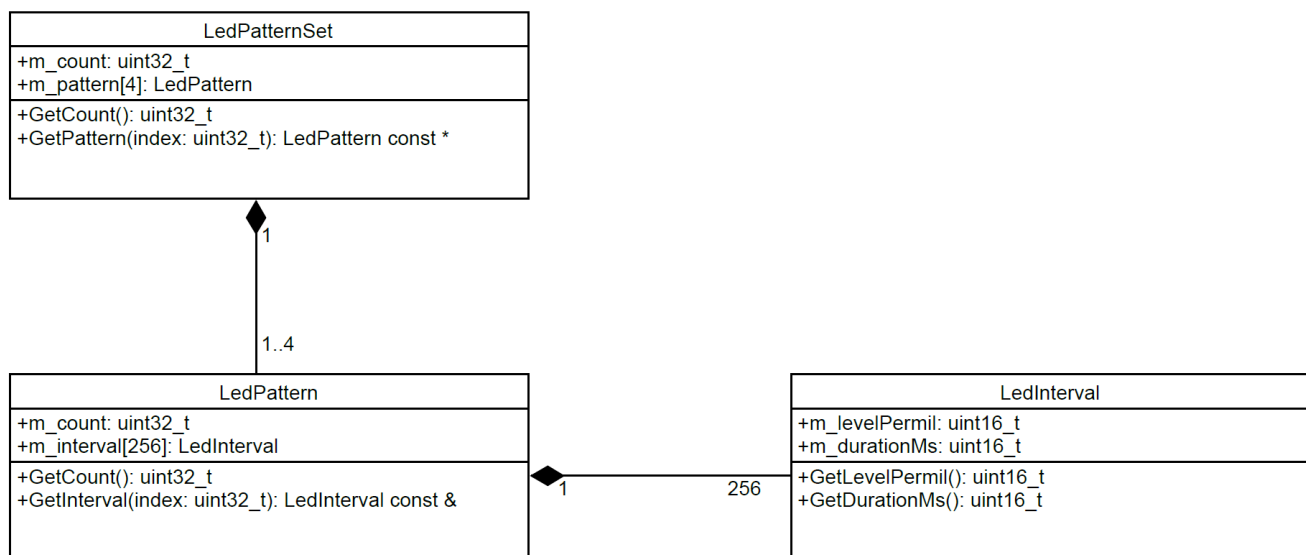 LedPatternSet
+m_count: uint32_t
+m_pattern[4]: LedPattern
+GetCount(): uint32_t
+GetPattern(index: uint32_t): LedPattern const *
1
1..4
LedPattern
+m_count: uint32_t
+m_interval[256]: LedInterval
+GetCount(): uint32_t
+GetInterval(index: uint32_t): LedInterval const &
1
256
LedInterval
+m_levelPermil: uint16_t
+m_durationMs: uint16_t
+GetLevelPermil(): uint16_t
+GetDurationMs(): uint16_t